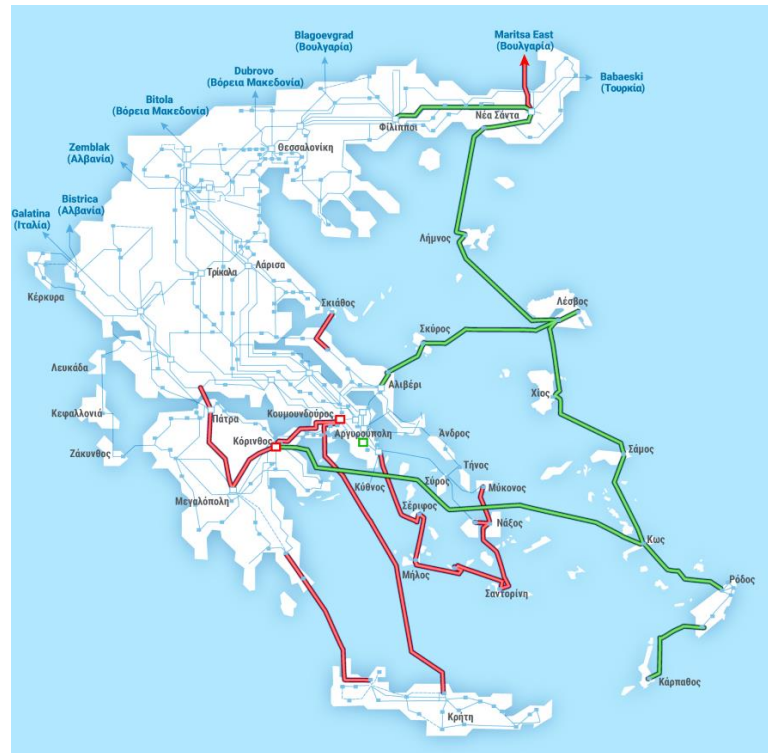 Blagoevgrad
(Βουλγαρία)
Maritsa East
(Βουλγαρία)
Dubrovo
(Βόρεια Μακεδονία)
Babaeski
(Τουρκία)
Bitola
(Βόρεια Μακεδονία)
Νέα Σάντα
Φίλιπποι
Zemblak
(Αλβανία)
Θεσσαλονίκη
Bistrica
(Αλβανία)
Galatina
(Ιταλία)
Λήμνος
Λάρισα
Τρίκαλα
Κέρκυρα
Σκιάθος
Λέσβος
Σκύρος
Λευκάδα
Αλιβέρι
Χίος
Κεφαλλονιά
Πάτρα
Κουμουνδούρος
Αργυρούπολη
Άνδρος
Κόρινθος
Ζάκυνθος
Σάμος
Τήνος
Κύθνος
Σύρος
Μύκονος
Μεγαλόπολη
Σέριφος
Νάξος
Κως
Μήλος
Σαντορίνη
Ρόδος
Κάρπαθος
Κρήτη